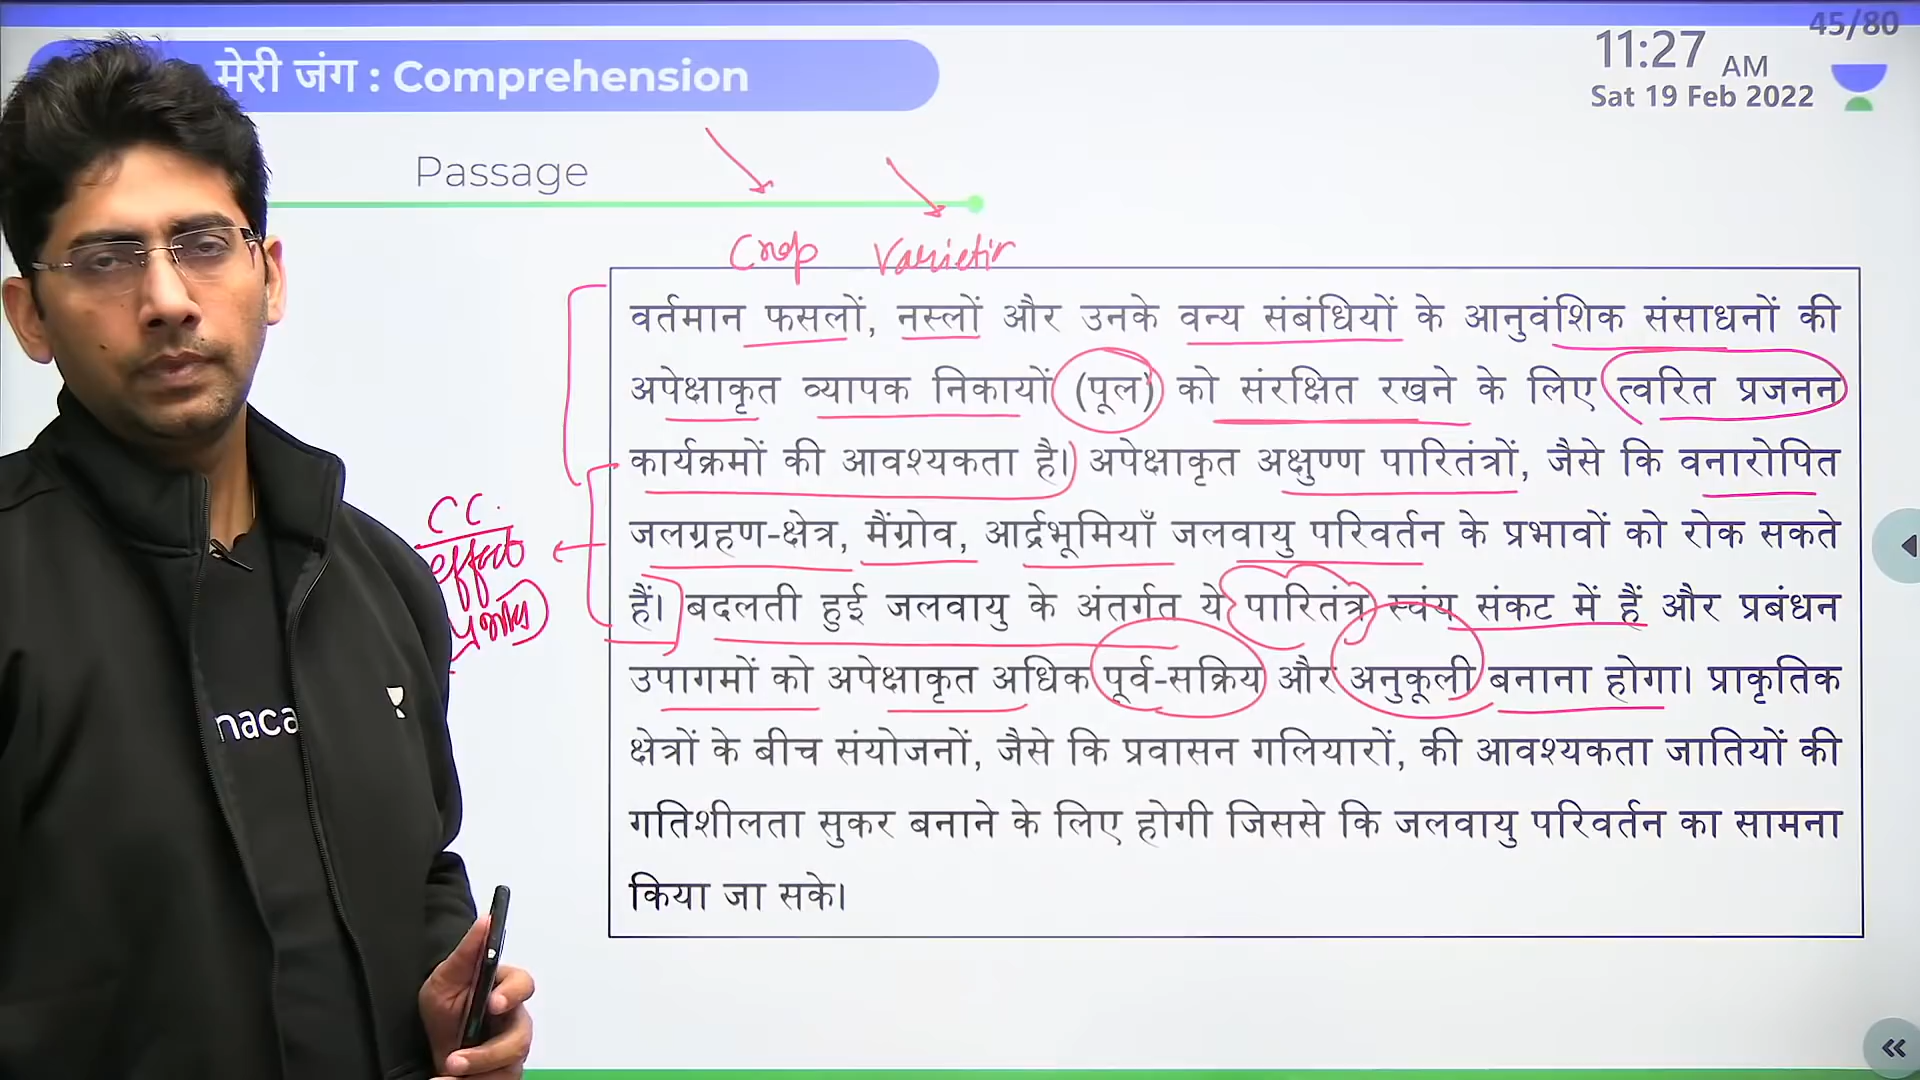 45/80
मेरी जंग : Comprehension
11:27 AM
Sat 19 Feb 2022
Passage
Crop
वर्तमान फसलों, नस्लों और उनके वन्य संबंधियों के आनुवंशिक संसाधनों की
अपेक्षाकृत व्यापक निकायों (पूल) को संरक्षित रखने के लिए त्वरित प्रजनन
कार्यक्रमों की आवश्यकता है। अपेक्षाकृत अक्षुण्ण पारितंत्रों, जैसे कि वनारोपित
जलग्रहण-क्षेत्र, मैंग्रोव, आर्द्रभूमियाँ जलवायु परिवर्तन के प्रभावों को रोक सकते
हैं। बदलती हुई जलवायु के अंतर्गत ये पारितंत्र स्वंय संकट में हैं और प्रबंधन
उपागमों को अपेक्षाकृत अधिक पूर्व-सक्रिय और अनुकूली बनाना होगा। प्राकृतिक
क्षेत्रों के बीच संयोजनों, जैसे कि प्रवासन गलियारों, की आवश्यकता जातियों की
गतिशीलता सुकर बनाने के लिए होगी जिससे कि जलवायु परिवर्तन का सामना
किया जा सके।
CC.
effect
naca